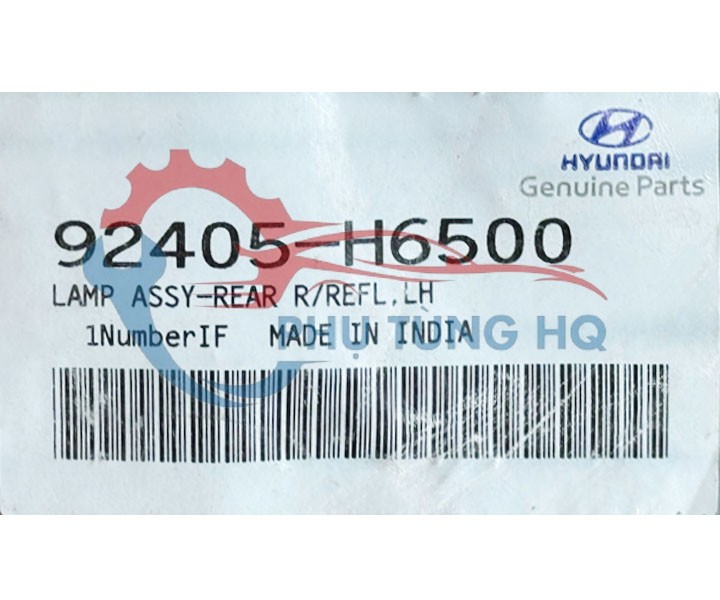 HYUNDAI
Genuine Parts
92405-H6500
LAMP ASSY-REAR R/REFL,LH
1NumberIF MADE IN INDIA
PHỤ TÙNG HQ